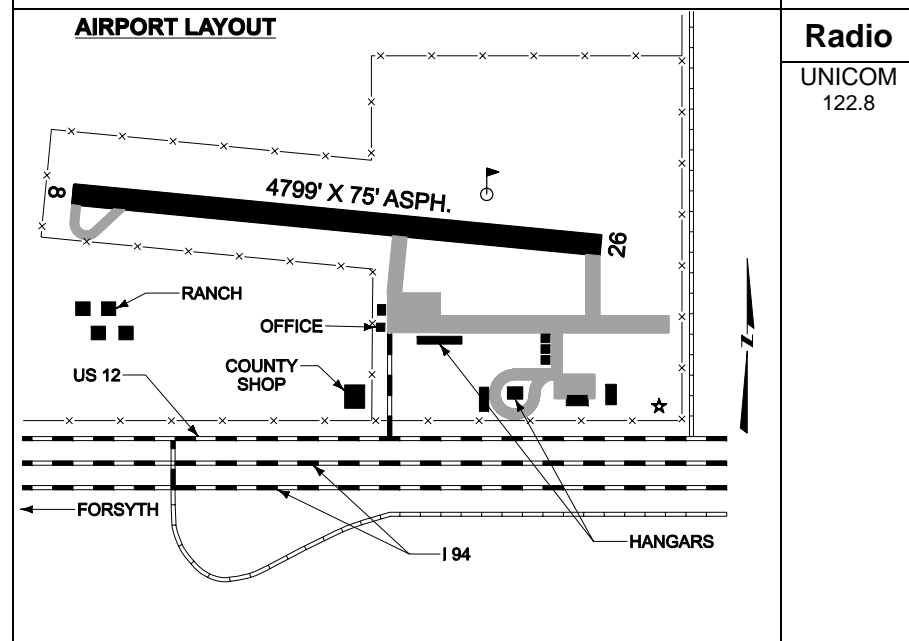 AIRPORT LAYOUT
Radio
UNICOM
122.8
8
4799' X 75' ASPH.
26
RANCH
OFFICE
COUNTY
SHOP
US 12
N
FORSYTH
I 94
HANGARS